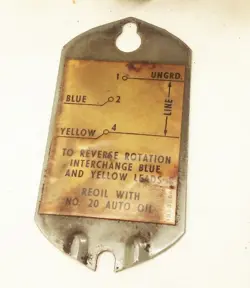 1 UNGRD.
LINE
BLUE 2
YELLOW 4
TO REVERSE ROTATION
INTERCHANGE BLUE
AND YELLOW LEADS
REOIL WITH
NO. 20 AUTO OIL